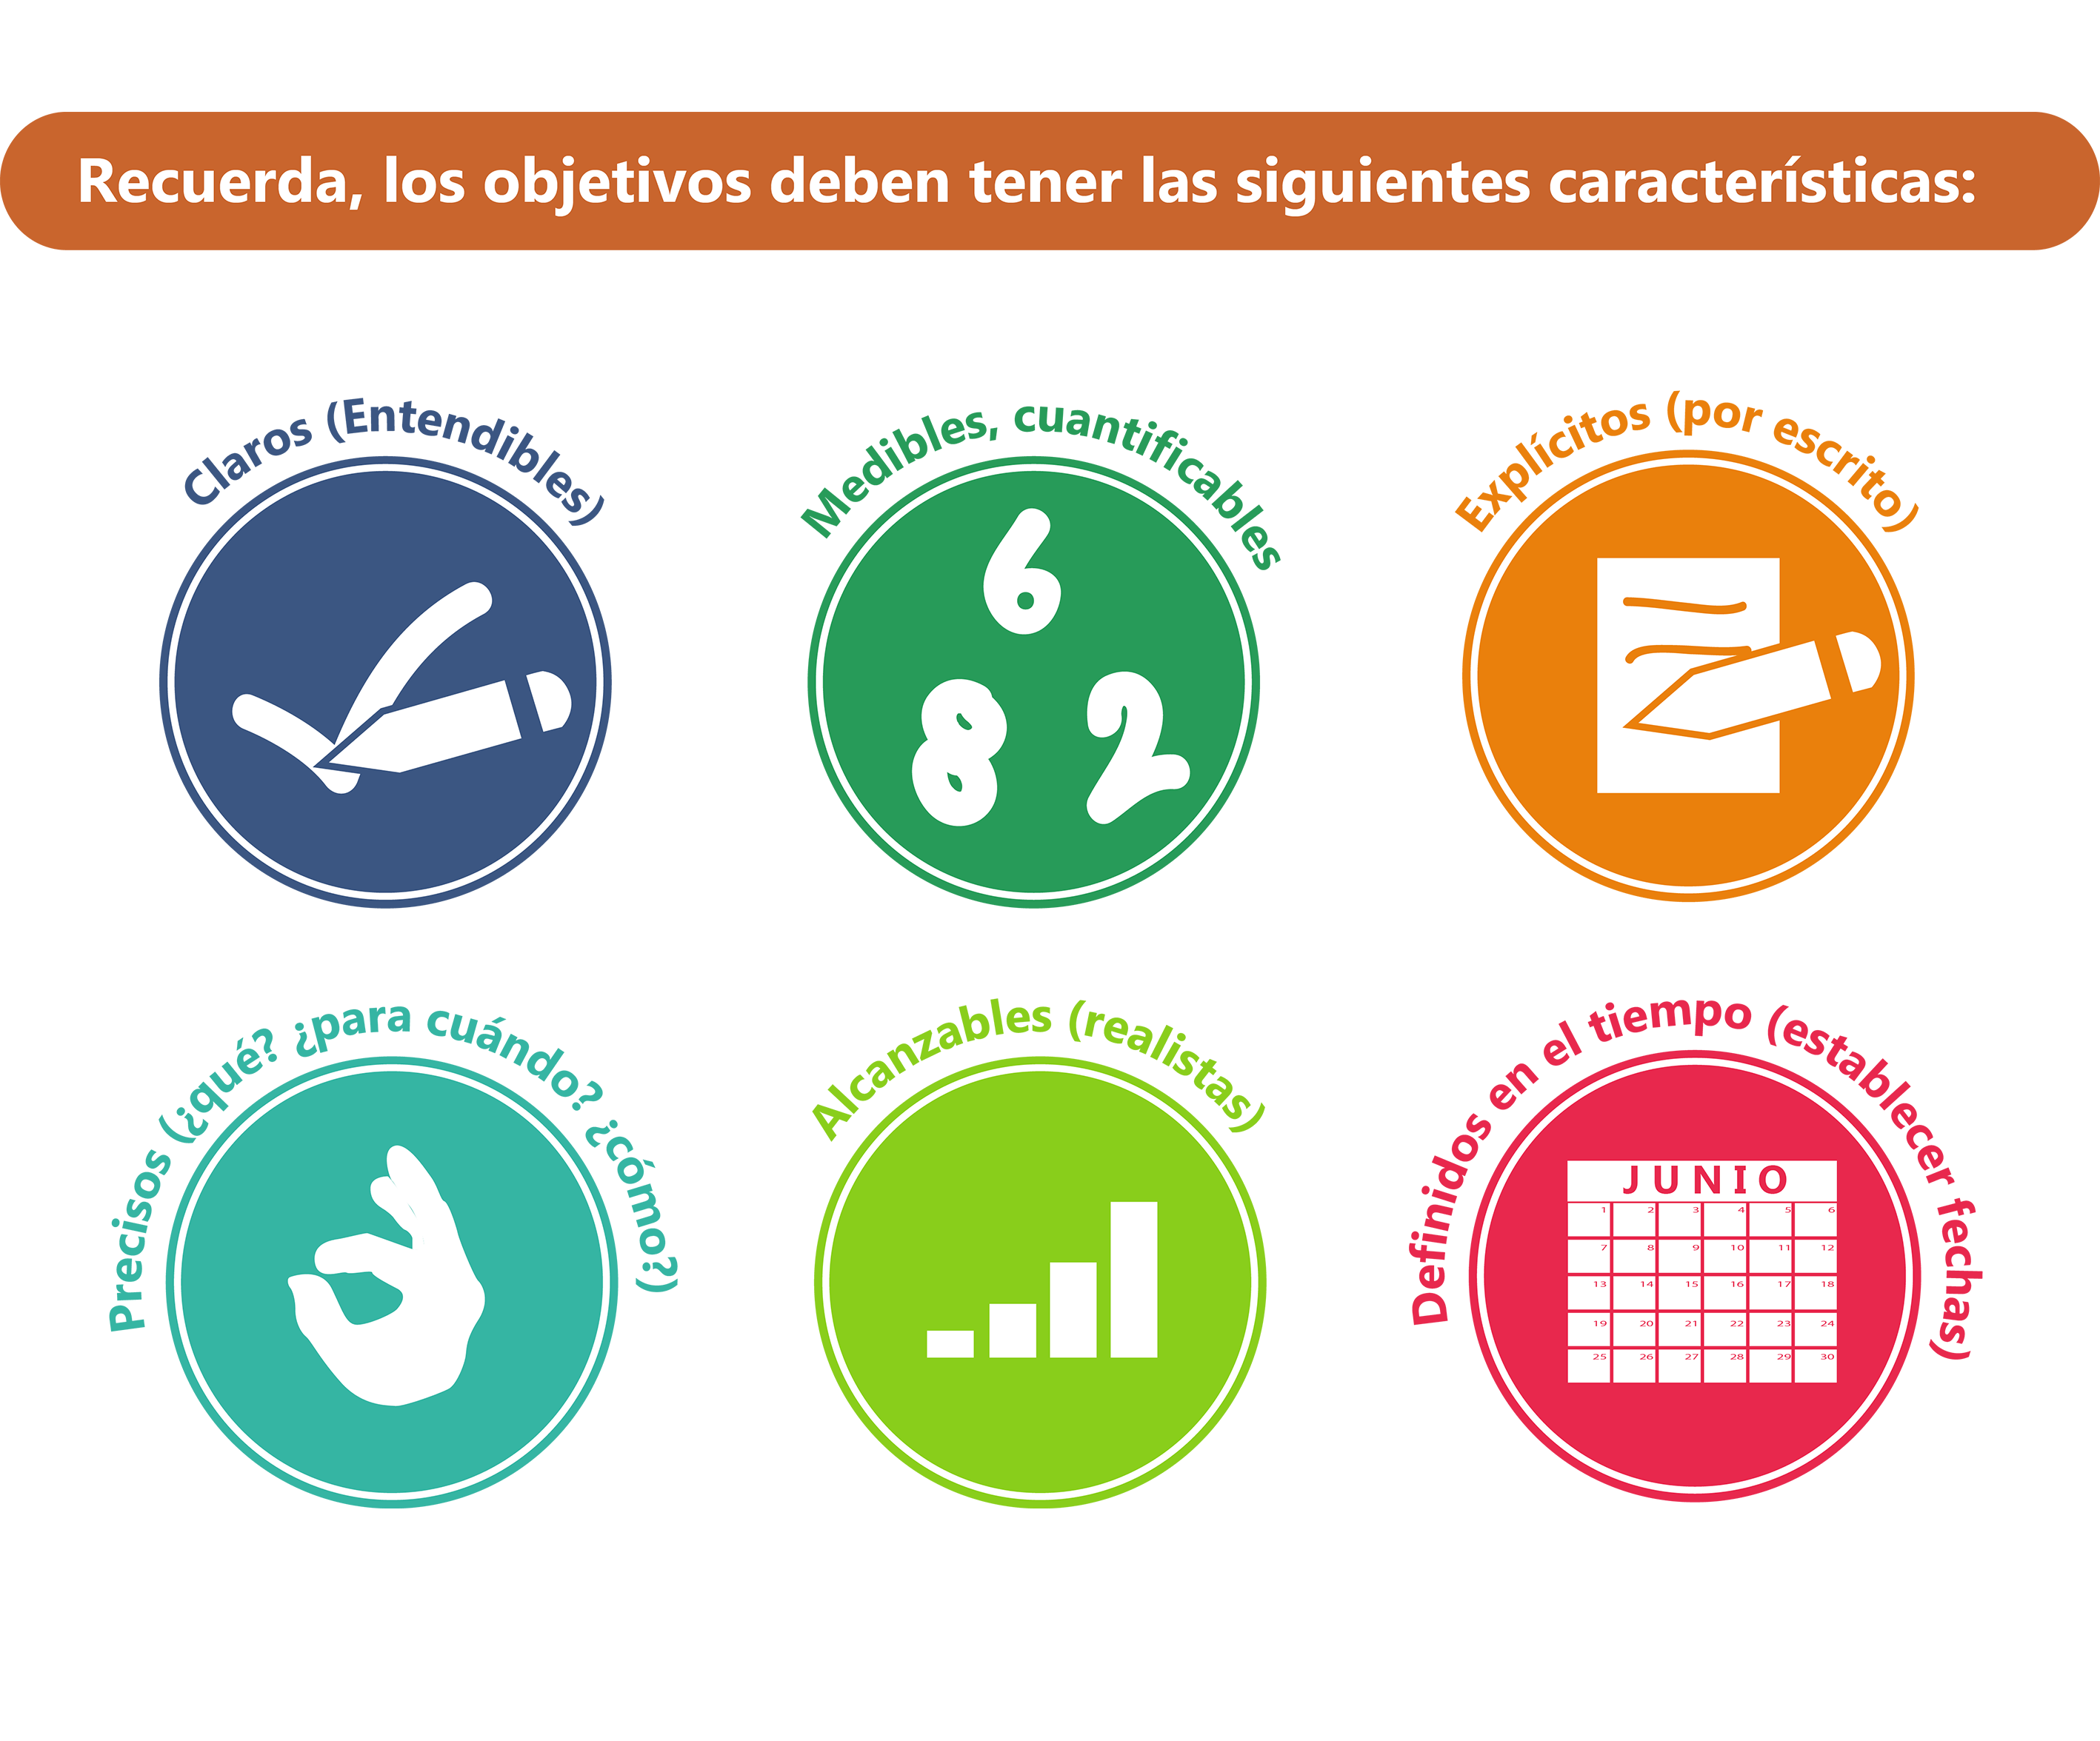 Recuerda, los objetivos deben tener las siguientes características:
Claros (Entendibles)
Medibles, cuantificables
Explícitos (por escrito)
6
8 2
Precisos (¿qué? ¿para cuándo? ¿cómo?)
Alcanzables (realistas)
Definidos en el tiempo (establecer fechas)
JUNIO
1 2 3 4 5 6
7 8 9 10 11 12
13 14 15 16 17 18
19 20 21 22 23 24
25 26 27 28 29 30